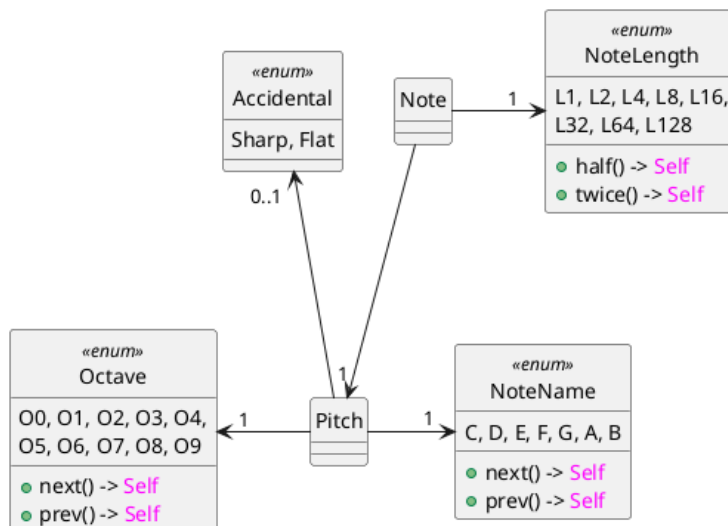 «enum»
Accidental
Sharp, Flat
Note
1
«enum»
NoteLength
L1, L2, L4, L8, L16,
L32, L64, L128
half() -> Self
twice() -> Self
0..1
«enum»
Octave
O0, O1, O2, O3, O4,
O5, O6, O7, O8, O9
next() -> Self
prev() -> Self
1
1
Pitch
1
«enum»
NoteName
C, D, E, F, G, A, B
next() -> Self
prev() -> Self